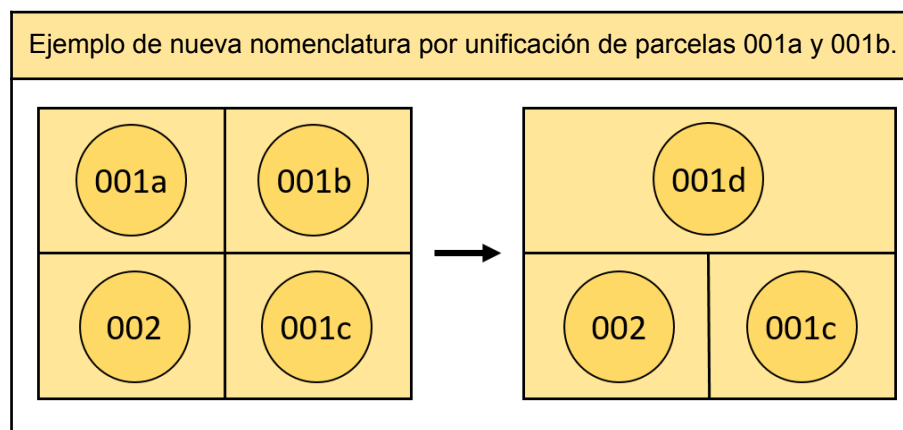 Ejemplo de nueva nomenclatura por unificación de parcelas 001a y 001b.
001a 001b
002 001c
001d
002 001c